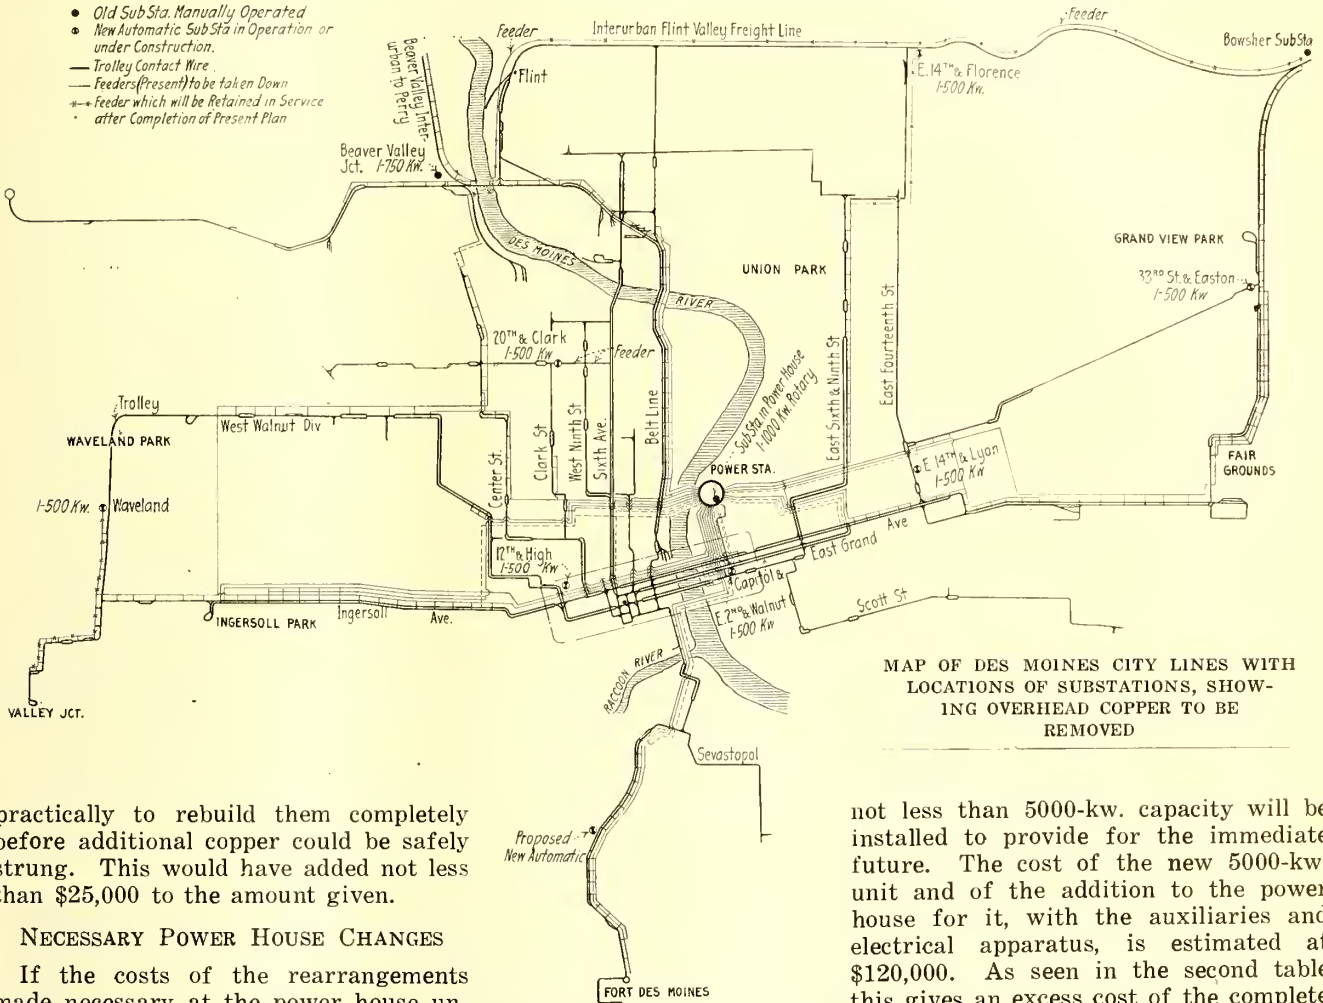 Old Sub Sta. Manually Operated
New Automatic Sub Sta in Operation or
under Construction.
Trolley Contact Wire
Feeders (Present) to be taken Down
Feeder which will be Retained in Service
after Completion of Present Plan
Beaver Valley Inter-
urban to Perry
Feeder
Interurban Flint Valley Freight Line
Feeder
Bowsher Sub Sta
Flint
E. 14TH & Florence
1-500 Kw.
Beaver Valley
Jct. 1-750 Kw.
DES MOINES
RIVER
UNION PARK
GRAND VIEW PARK
33RD St. & Easton
1-500 Kw
20TH & Clark
1-500 Kw
Feeder
Trolley
West Walnut Div
WAVELAND PARK
1-500 Kw.
Waveland
Center St.
Clark St
West Ninth St
Sixth Ave.
Belt Line
Sub Sta in Power House
1-1000 Kw. Rotary
POWER STA.
East Sixth & Ninth St
East Fourteenth St
E 14TH & Lyon
1-500 Kw
FAIR
GROUNDS
12TH & High
1-500 Kw
East Grand Ave
Capitol &
E. 2ND & Walnut
1-500 Kw
Scott St
INGERSOLL PARK
Ingersoll Ave.
VALLEY JCT.
RACCOON RIVER
Sevastopol
Proposed
New Automatic
FORT DES MOINES
MAP OF DES MOINES CITY LINES WITH
LOCATIONS OF SUBSTATIONS, SHOW-
ING OVERHEAD COPPER TO BE
REMOVED
practically to rebuild them completely
before additional copper could be safely
strung. This would have added not less
than $25,000 to the amount given.
NECESSARY POWER HOUSE CHANGES
If the costs of the rearrangements
made necessary at the power house un-
not less than 5000-kw. capacity will be
installed to provide for the immediate
future. The cost of the new 5000-kw
unit and of the addition to the power
house for it, with the auxiliaries and
electrical apparatus, is estimated at
$120,000. As seen in the second table
this gives an excess cost of the complete